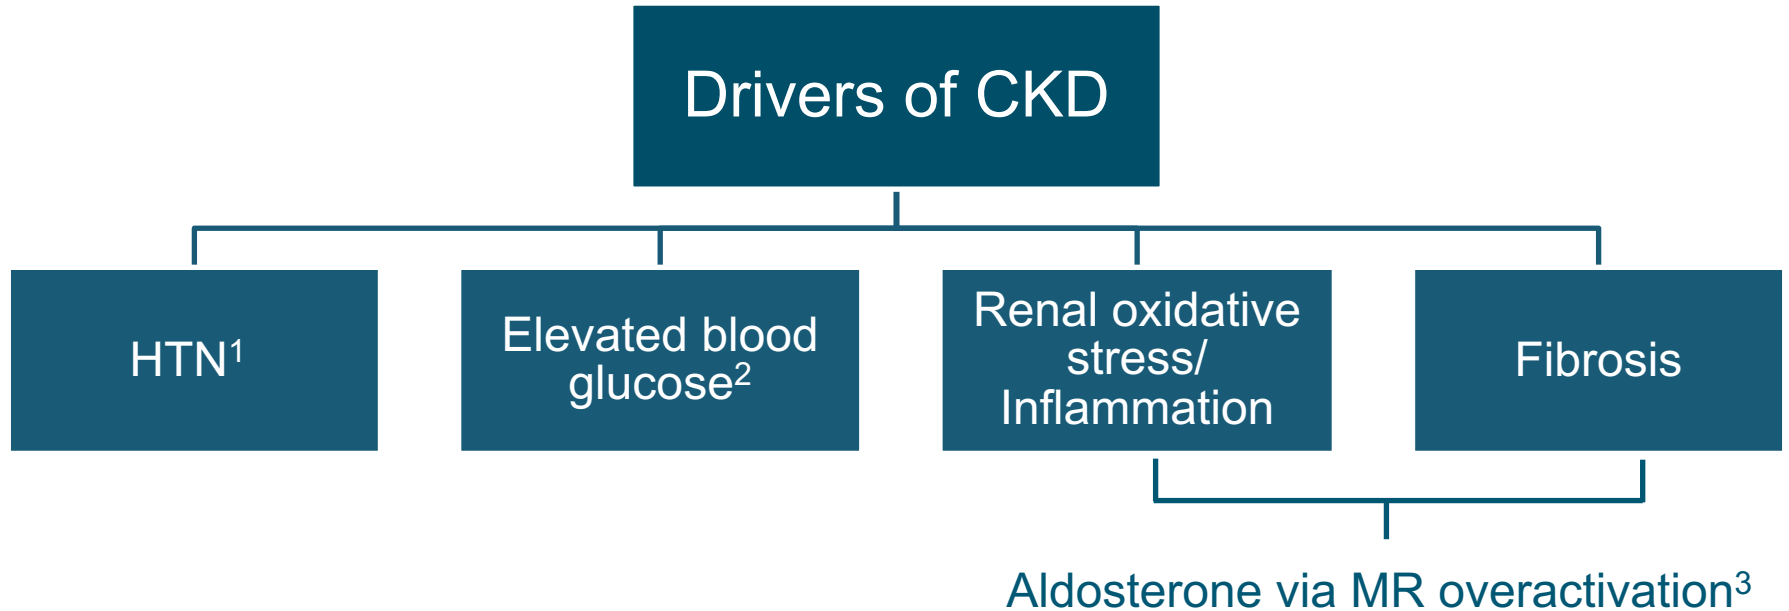 Drivers of CKD
HTN¹
Elevated blood
glucose²
Renal oxidative
stress/
Inflammation
Fibrosis
Aldosterone via MR overactivation³